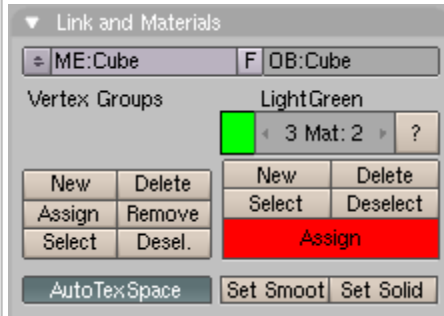 Link and Materials
ME:Cube F OB:Cube
Vertex Groups LightGreen
3 Mat: 2 ?
New Delete New Delete
Assign Remove Select Deselect
Select Desel. Assign
AutoTexSpace Set Smoot Set Solid